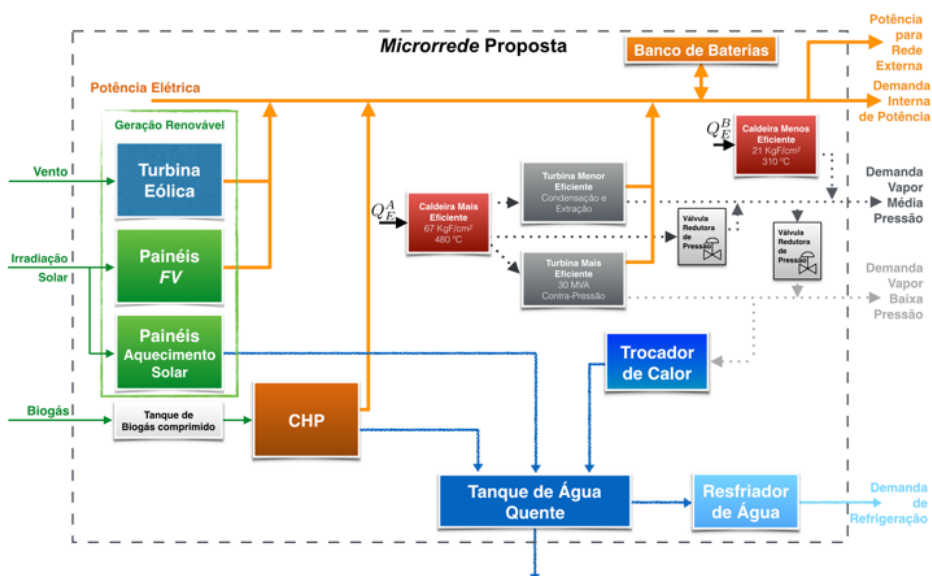 Microrrede Proposta
Banco de Baterias
Potência
para
Rede
Externa
Potência Elétrica
Demanda
Interna
de Potência
Geração Renovável
Vento
Turbina
Eólica
Q_E^A
Caldeira Mais
Eficiente
67 KgF/cm²
480 ºC
Turbina Menor
Eficiente
Condensação e
Extração
Q_E^B
Caldeira Menos
Eficiente
21 KgF/cm²
310 ºC
Demanda
Vapor
Média
Pressão
Válvula
Redutora
de
Pressão
Válvula
Redutora
de
Pressão
Irradiação
Solar
Painéis
FV
Turbina Mais
Eficiente
30 MVA
Contra-Pressão
Demanda
Vapor
Baixa
Pressão
Painéis
Aquecimento
Solar
Trocador
de Calor
Biogás
Tanque de
Biogás comprimido
CHP
Tanque de Água
Quente
Resfriador
de Água
Demanda
de
Refrigeração